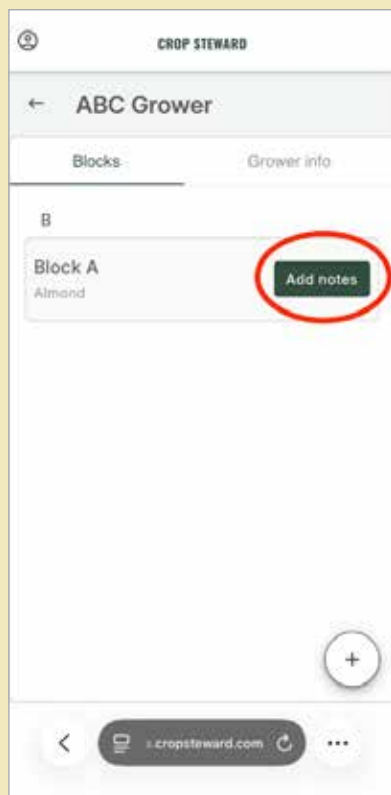 CROP STEWARD
← ABC Grower
Blocks Grower info
B
Block A
Almond
Add notes
+
cropsteward.com